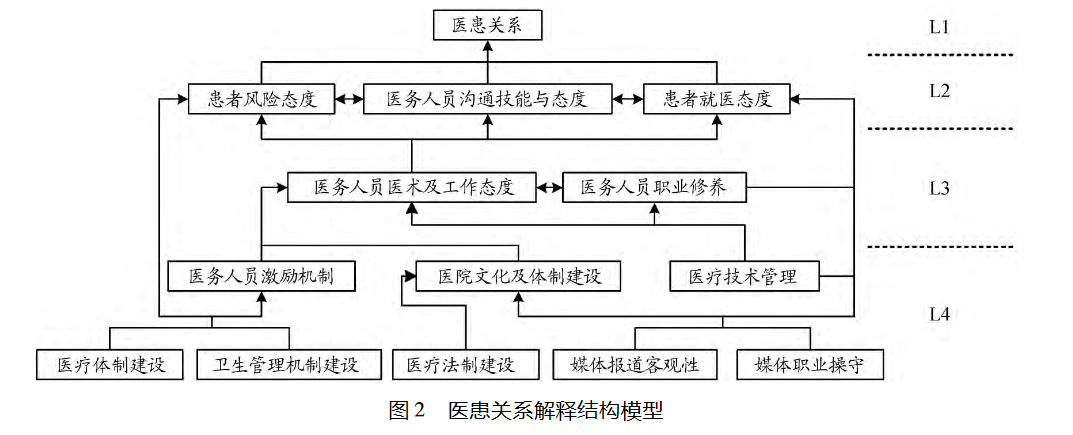 医患关系
L1
患者风险态度
医务人员沟通技能与态度
患者就医态度
L2
医务人员医术及工作态度
医务人员职业修养
L3
医务人员激励机制
医院文化及体制建设
医疗技术管理
L4
医疗体制建设
卫生管理机制建设
医疗法制建设
媒体报道客观性
媒体职业操守
图2 医患关系解释结构模型